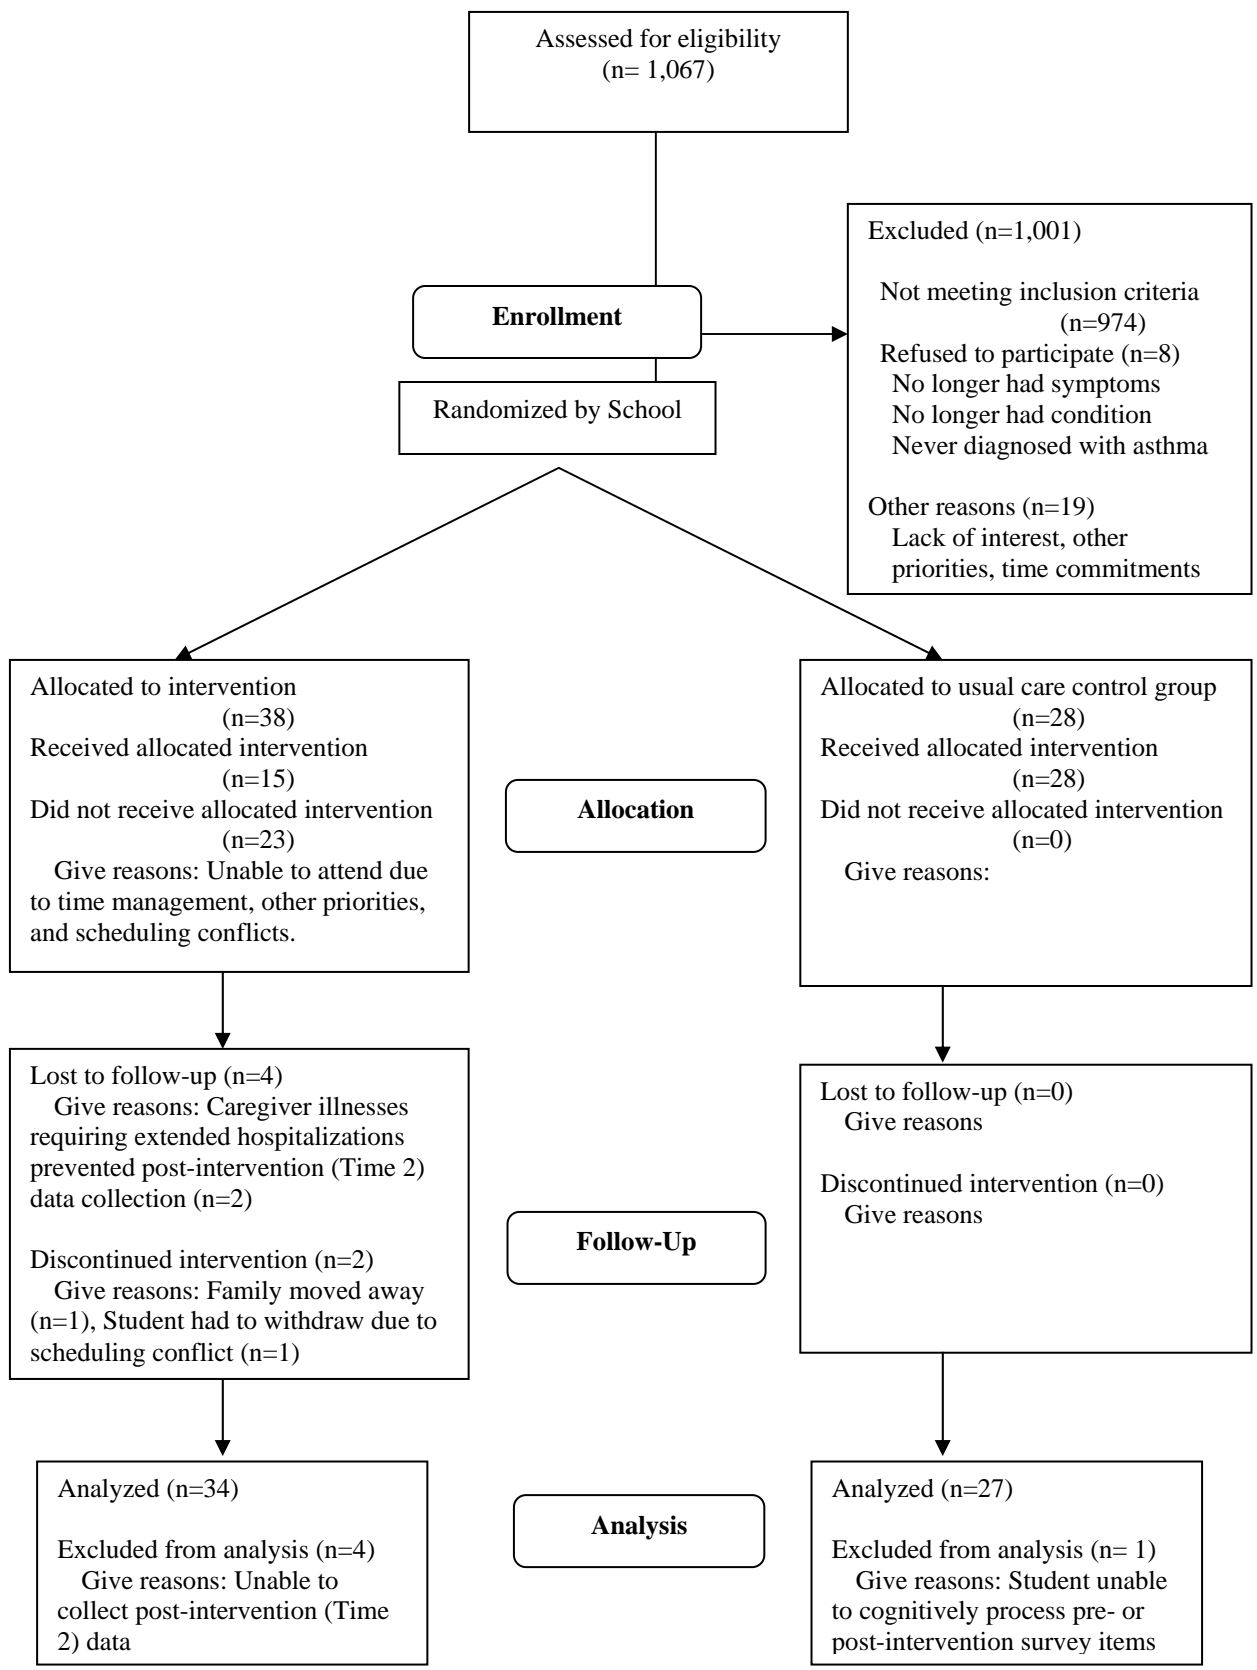 Assessed for eligibility
(n= 1,067)
Excluded (n=1,001)
Not meeting inclusion criteria
(n=974)
Refused to participate (n=8)
No longer had symptoms
No longer had condition
Never diagnosed with asthma
Other reasons (n=19)
Lack of interest, other
priorities, time commitments
Enrollment
Randomized by School
Allocated to intervention
(n=38)
Received allocated intervention
(n=15)
Did not receive allocated intervention
(n=23)
Give reasons: Unable to attend due
to time management, other priorities,
and scheduling conflicts.
Allocation
Allocated to usual care control group
(n=28)
Received allocated intervention
(n=28)
Did not receive allocated intervention
(n=0)
Give reasons:
Lost to follow-up (n=4)
Give reasons: Caregiver illnesses
requiring extended hospitalizations
prevented post-intervention (Time 2)
data collection (n=2)
Discontinued intervention (n=2)
Give reasons: Family moved away
(n=1), Student had to withdraw due to
scheduling conflict (n=1)
Follow-Up
Lost to follow-up (n=0)
Give reasons
Discontinued intervention (n=0)
Give reasons
Analyzed (n=34)
Excluded from analysis (n=4)
Give reasons: Unable to
collect post-intervention (Time
2) data
Analysis
Analyzed (n=27)
Excluded from analysis (n= 1)
Give reasons: Student unable
to cognitively process pre- or
post-intervention survey items